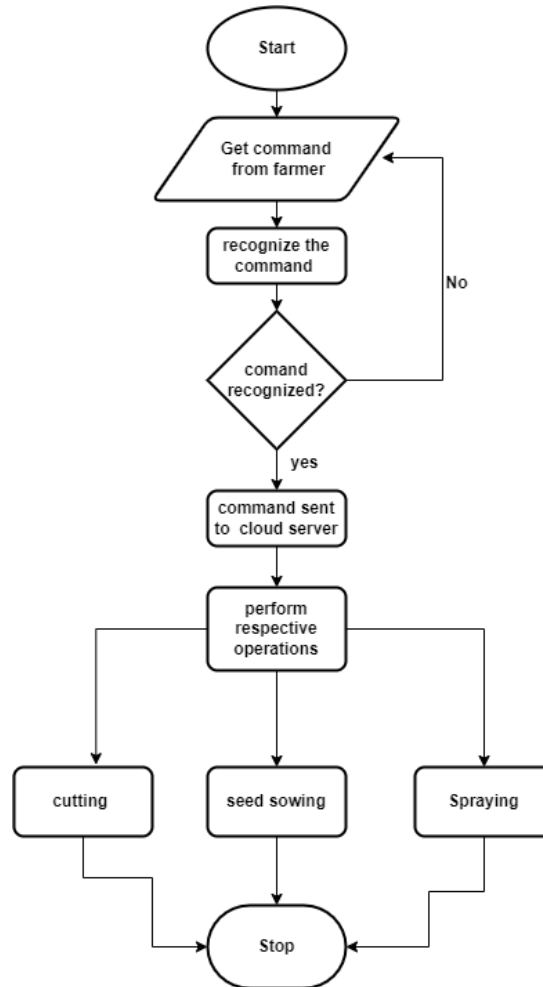 Start
Get command
from farmer
recognize the
command
No
comand
recognized?
yes
command sent
to cloud server
perform
respective
operations
cutting
seed sowing
Spraying
Stop